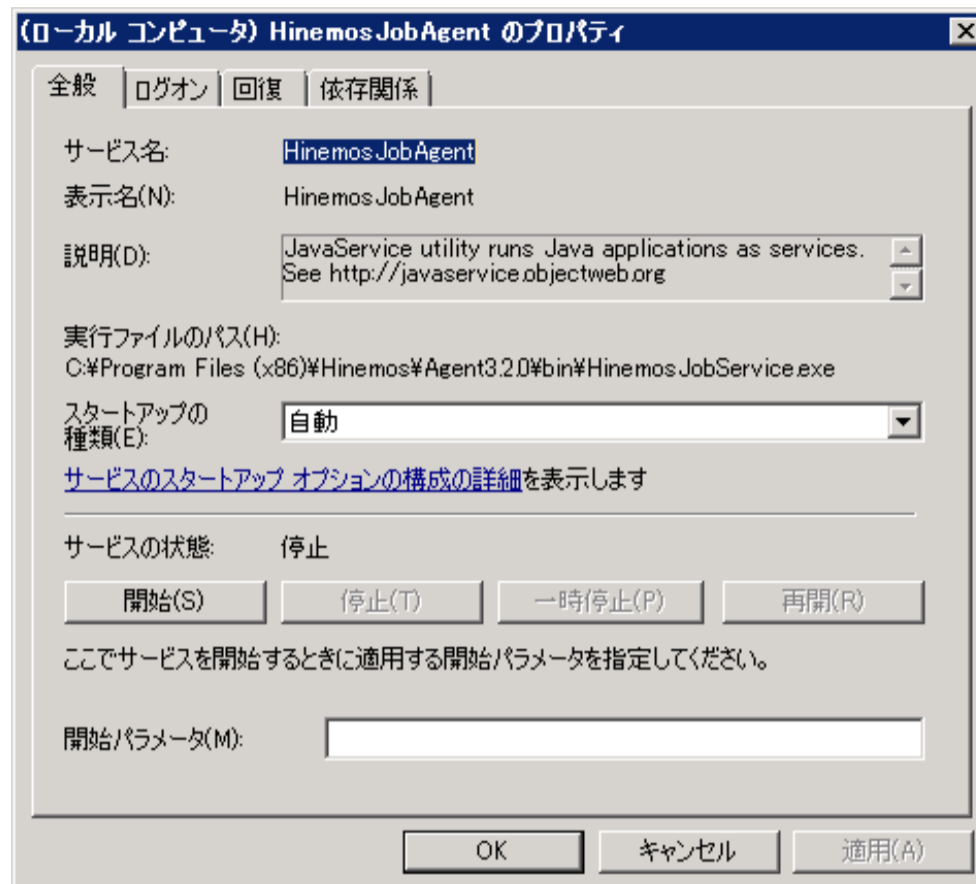 (ローカル コンピュータ) HinemosJobAgent のプロパティ
全般 ログオン 回復 依存関係
サービス名: HinemosJobAgent
表示名(N): HinemosJobAgent
説明(D): JavaService utility runs Java applications as services.
See http://javaservice.objectweb.org
実行ファイルのパス(H):
C:¥Program Files (x86)¥Hinemos¥Agent3.2.0¥bin¥HinemosJobService.exe
スタートアップの
種類(E): 自動
サービスのスタートアップ オプションの構成の詳細を表示します
サービスの状態: 停止
開始(S) 停止(T) 一時停止(P) 再開(R)
ここでサービスを開始するときに適用する開始パラメータを指定してください。
開始パラメータ(M):
OK キャンセル 適用(A)